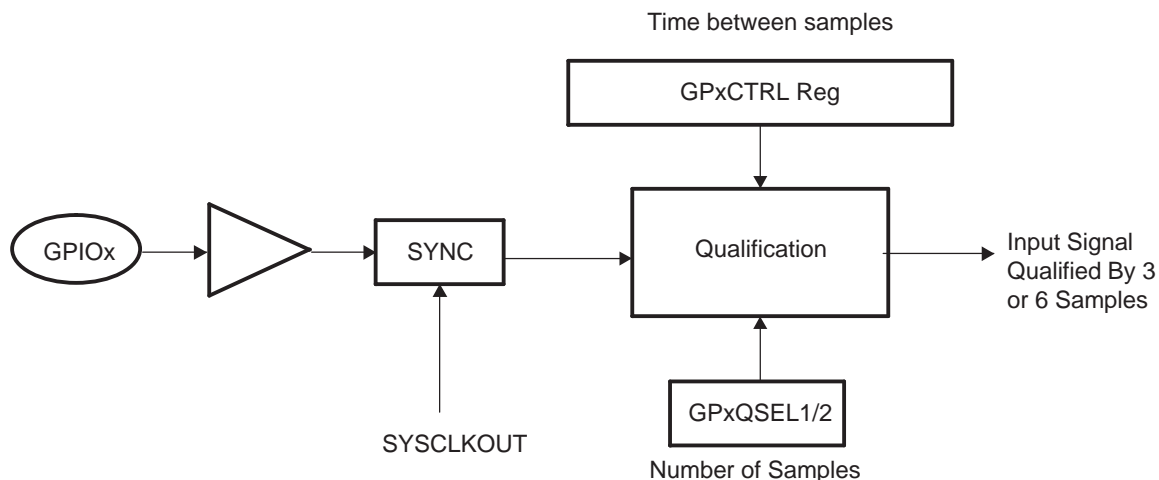 Time between samples
GPxCTRL Reg
GPIOx
SYNC
Qualification
Input Signal
Qualified By 3
or 6 Samples
GPxQSEL1/2
SYSCLKOUT
Number of Samples